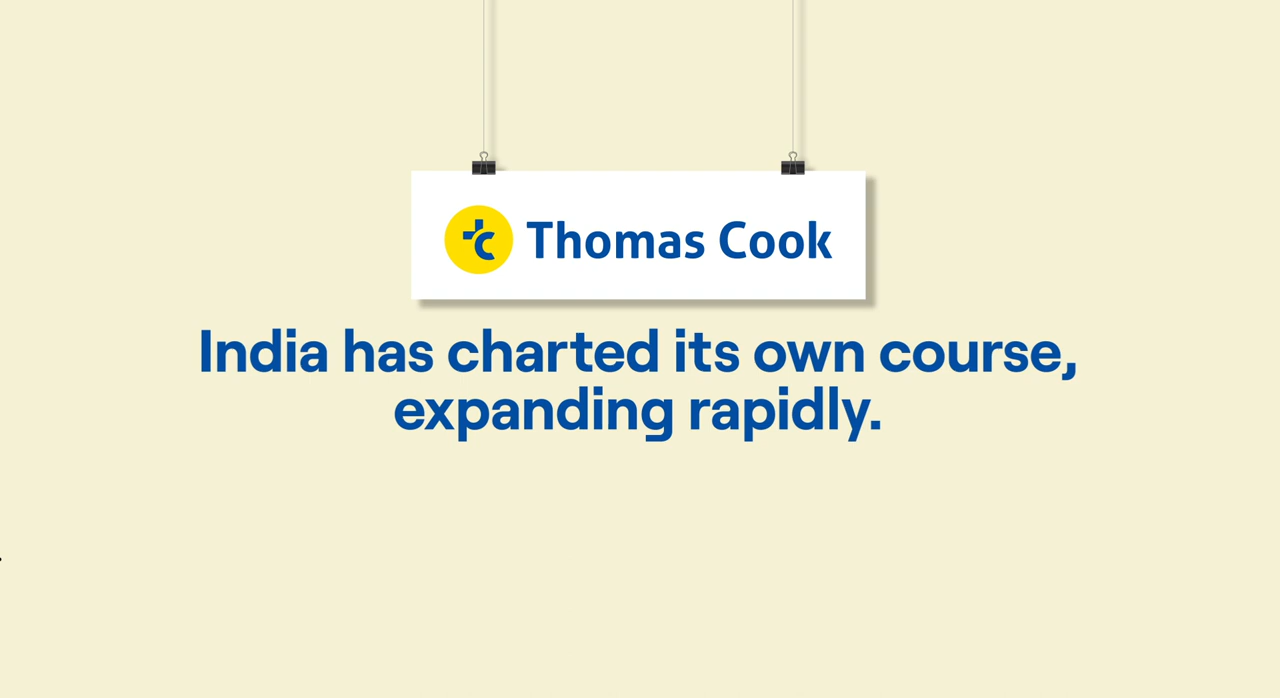 Thomas Cook
India has charted its own course,
expanding rapidly.